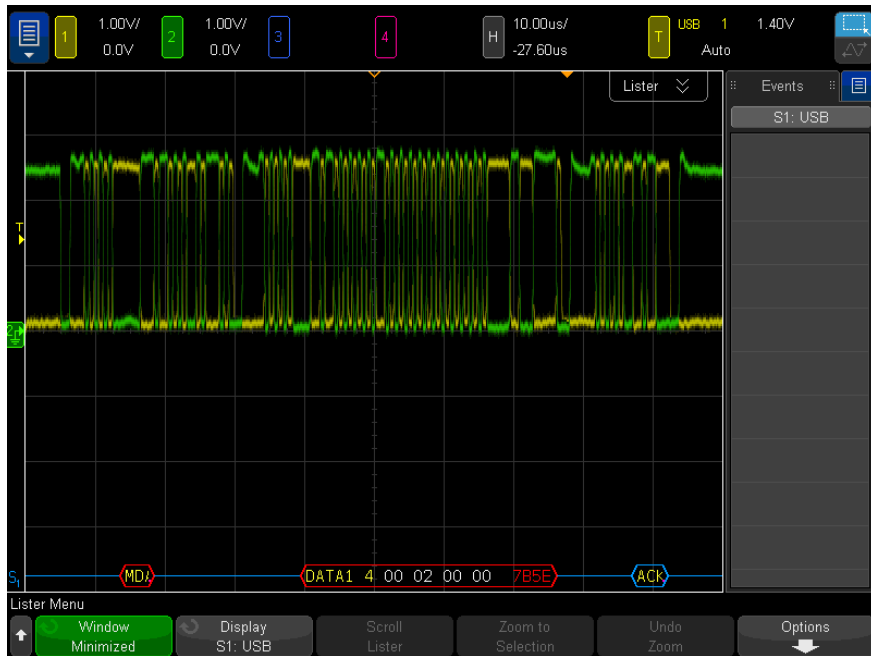 1 1.00V/ 2 1.00V/ 3 4 H 10.00us/ T USB 1 1.40V
0.0V 0.0V -27.60us Auto
Lister
Events
S1: USB
T
2
S1 DATA1 4 00 02 00 00 7B5E ACK
Lister Menu
Window Display Scroll Zoom to Undo Options
Minimized S1: USB Lister Selection Zoom